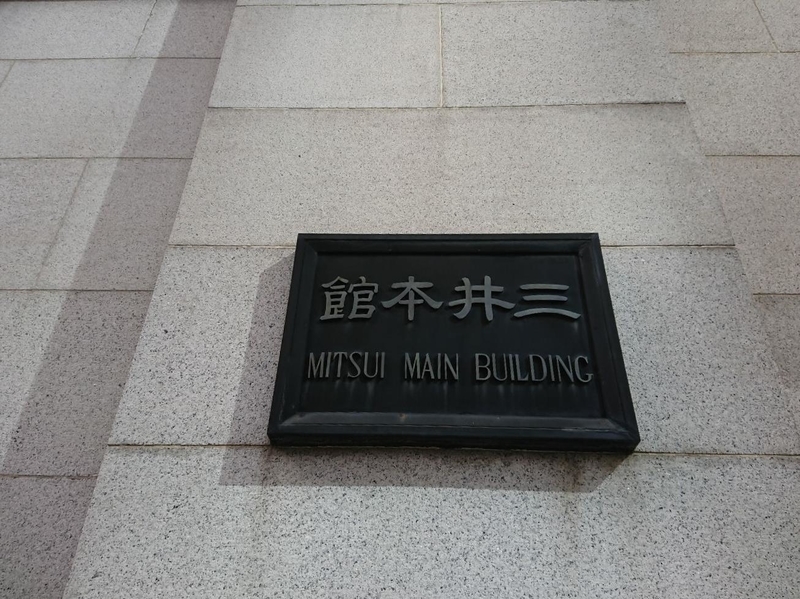 三井本館
MITSUI MAIN BUILDING